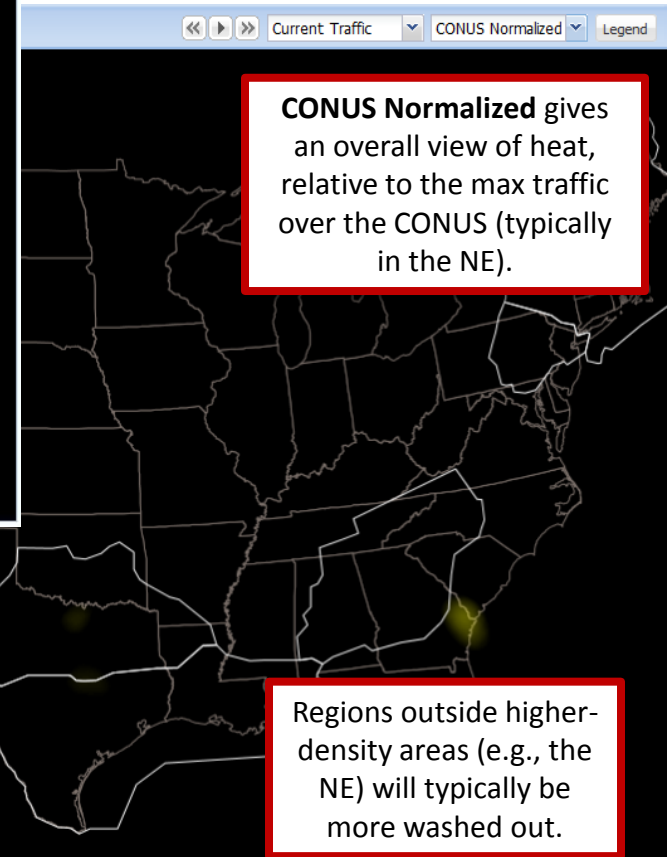 Current Traffic CONUS Normalized Legend
CONUS Normalized gives
an overall view of heat,
relative to the max traffic
over the CONUS (typically
in the NE).
Regions outside higher-
density areas (e.g., the
NE) will typically be
more washed out.